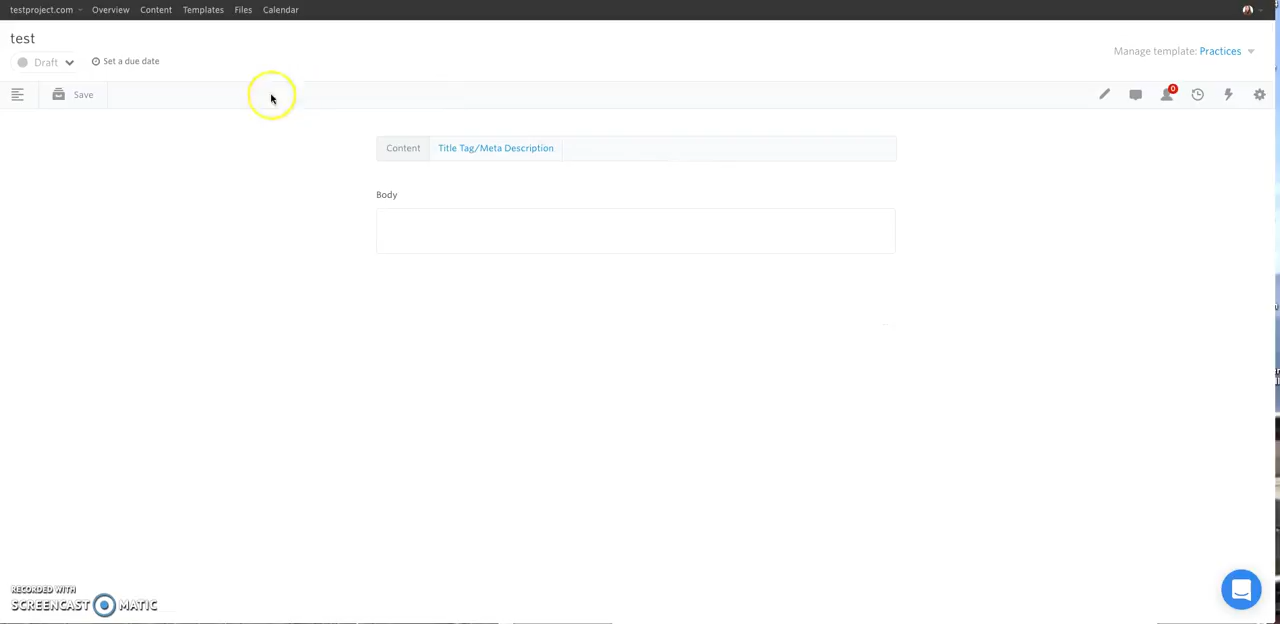 testproject.com Overview Content Templates Files Calendar
test
Draft Set a due date
Manage template: Practices
Save
0
Content Title Tag/Meta Description
Body
RECORDED WITH
SCREENCAST MATIC